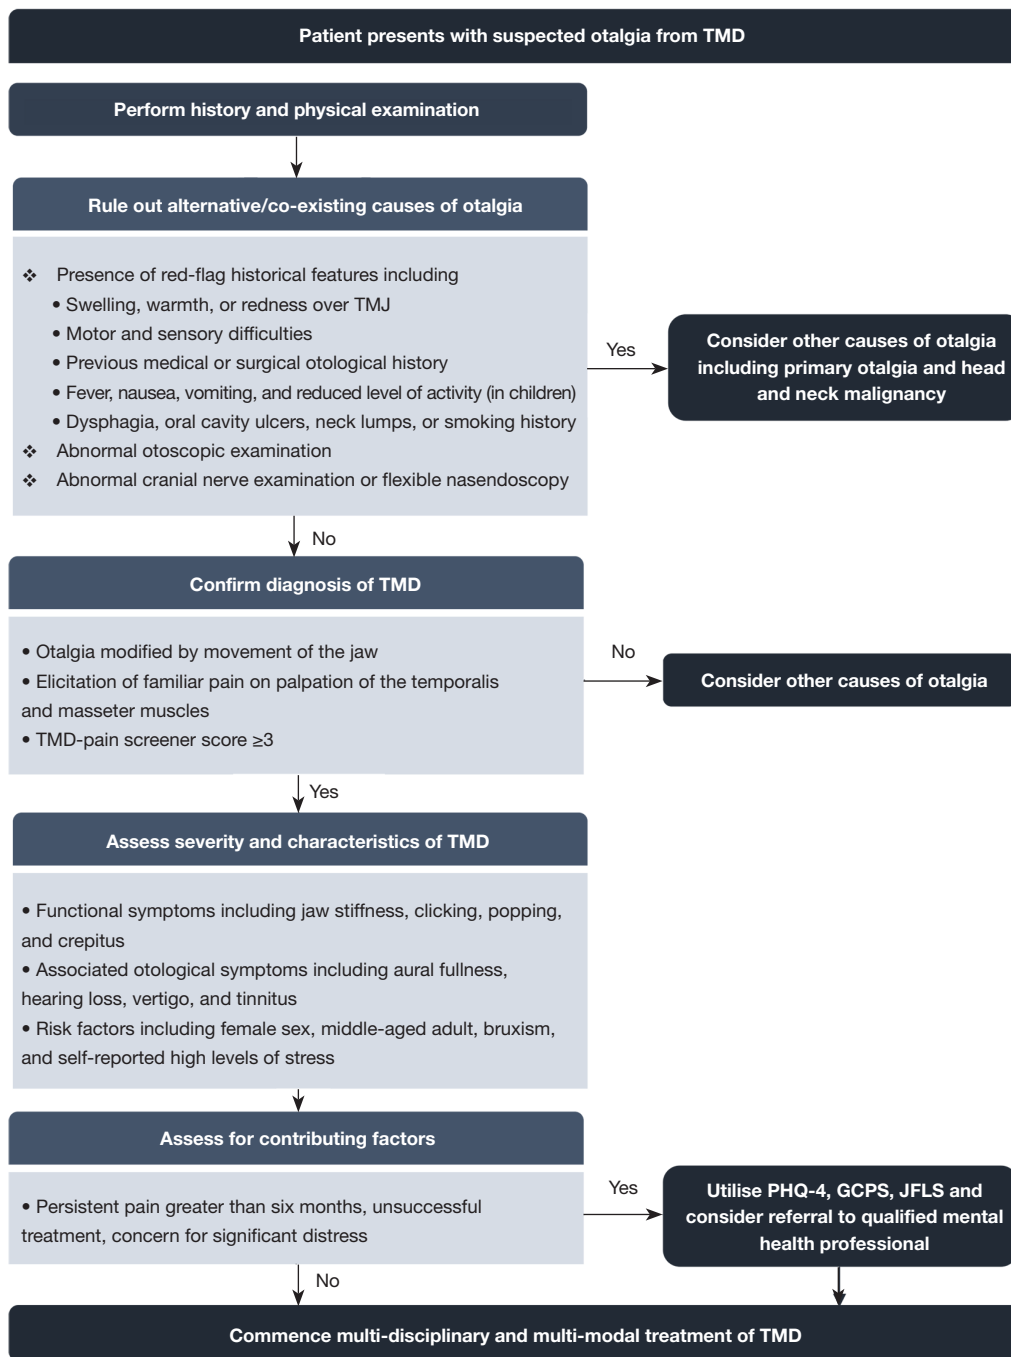 Patient presents with suspected otalgia from TMD
Perform history and physical examination
Rule out alternative/co-existing causes of otalgia
❖ Presence of red-flag historical features including
• Swelling, warmth, or redness over TMJ
• Motor and sensory difficulties
• Previous medical or surgical otological history
• Fever, nausea, vomiting, and reduced level of activity (in children)
• Dysphagia, oral cavity ulcers, neck lumps, or smoking history
❖ Abnormal otoscopic examination
❖ Abnormal cranial nerve examination or flexible nasendoscopy
Yes
Consider other causes of otalgia
including primary otalgia and head
and neck malignancy
No
Confirm diagnosis of TMD
• Otalgia modified by movement of the jaw
• Elicitation of familiar pain on palpation of the temporalis
and masseter muscles
• TMD-pain screener score ≥3
No
Consider other causes of otalgia
Yes
Assess severity and characteristics of TMD
• Functional symptoms including jaw stiffness, clicking, popping,
and crepitus
• Associated otological symptoms including aural fullness,
hearing loss, vertigo, and tinnitus
• Risk factors including female sex, middle-aged adult, bruxism,
and self-reported high levels of stress
Assess for contributing factors
• Persistent pain greater than six months, unsuccessful
treatment, concern for significant distress
Yes
Utilise PHQ-4, GCPS, JFLS and
consider referral to qualified mental
health professional
No
Commence multi-disciplinary and multi-modal treatment of TMD